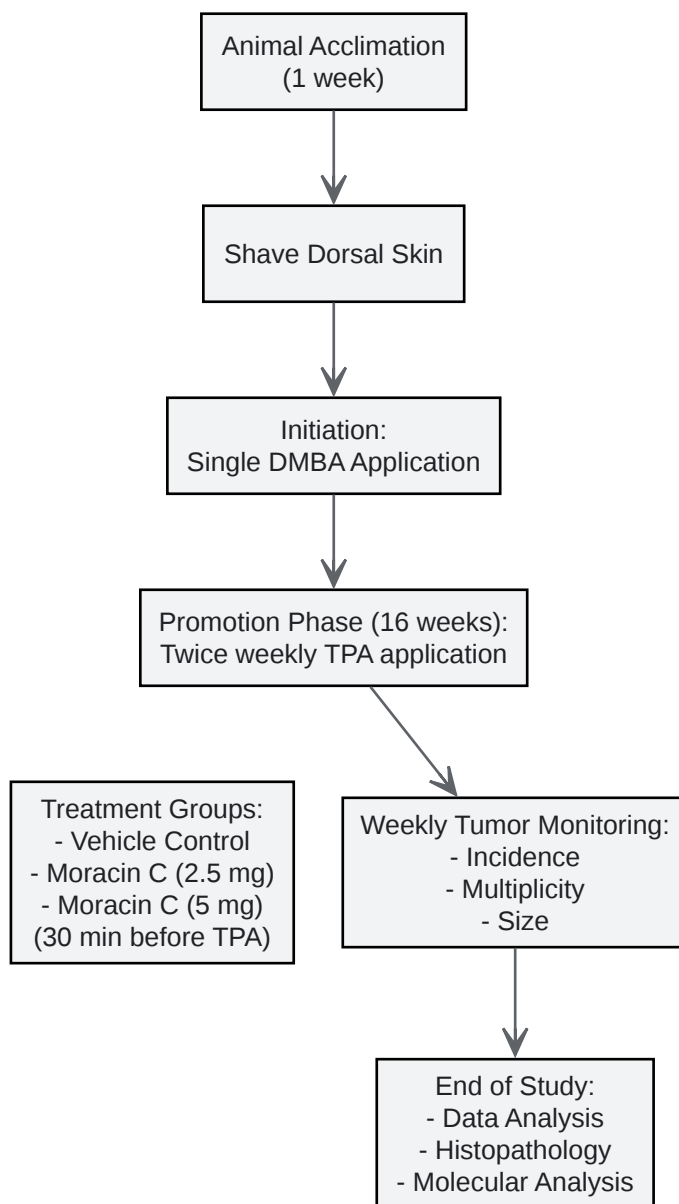 Animal Acclimation
(1 week)
Shave Dorsal Skin
Initiation:
Single DMBA Application
Promotion Phase (16 weeks):
Twice weekly TPA application
Treatment Groups:
- Vehicle Control
- Moracin C (2.5 mg)
- Moracin C (5 mg)
(30 min before TPA)
Weekly Tumor Monitoring:
- Incidence
- Multiplicity
- Size
End of Study:
- Data Analysis
- Histopathology
- Molecular Analysis